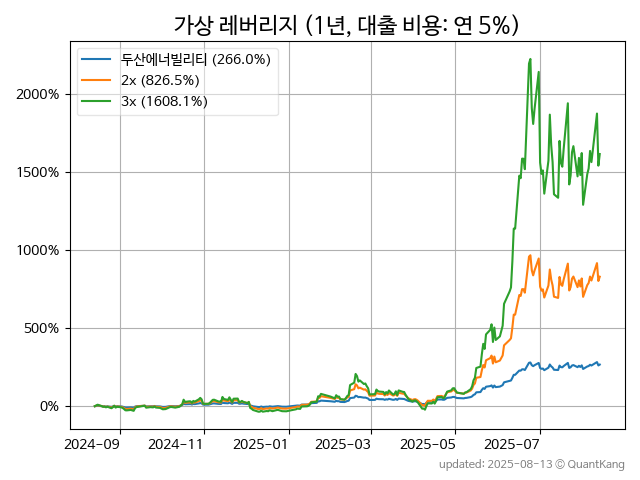 가상 레버리지 (1년, 대출 비용: 연 5%)
두산에너빌리티 (266.0%)
2x (826.5%)
3x (1608.1%)
2000%
1500%
1000%
500%
0%
2024-09 2024-11 2025-01 2025-03 2025-05 2025-07
updated: 2025-08-13 © QuantKang